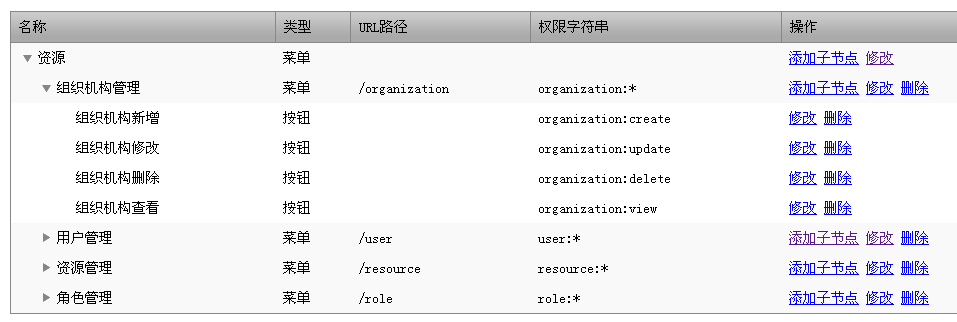 名称 类型 URL路径 权限字符串 操作
资源 菜单 添加子节点 修改
组织机构管理 菜单 /organization organization:* 添加子节点 修改 删除
组织机构新增 按钮 organization:create 修改 删除
组织机构修改 按钮 organization:update 修改 删除
组织机构删除 按钮 organization:delete 修改 删除
组织机构查看 按钮 organization:view 修改 删除
用户管理 菜单 /user user:* 添加子节点 修改 删除
资源管理 菜单 /resource resource:* 添加子节点 修改 删除
角色管理 菜单 /role role:* 添加子节点 修改 删除